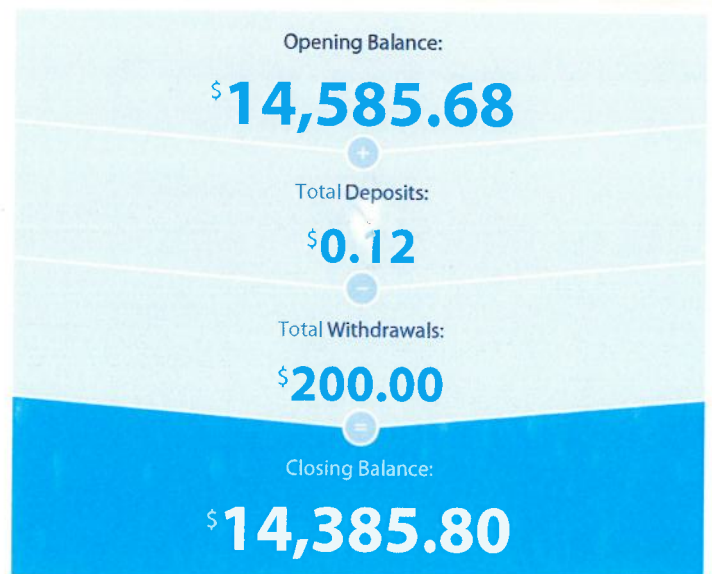 Opening Balance:
$14,585.68
+
Total Deposits:
$0.12
−
Total Withdrawals:
$200.00
=
Closing Balance:
$14,385.80